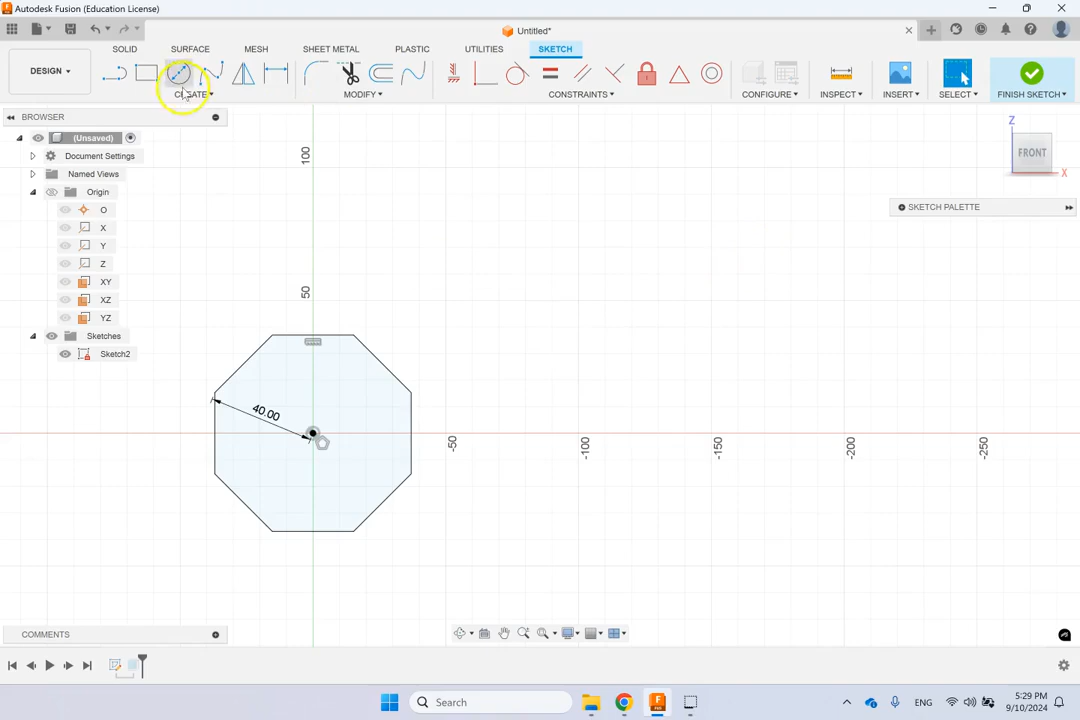 Autodesk Fusion (Education License)
Untitled*
SOLID SURFACE MESH SHEET METAL PLASTIC UTILITIES SKETCH
DESIGN
CREATE MODIFY CONSTRAINTS CONFIGURE INSPECT INSERT SELECT FINISH SKETCH
BROWSER
(Unsaved)
Document Settings
Named Views
Origin
O
X
Y
Z
XY
XZ
YZ
Sketches
Sketch2
Z
FRONT
X
SKETCH PALETTE
100
50
40.00
-50
-100
-150
-200
-250
COMMENTS
Search
ENG
5:29 PM
9/10/2024